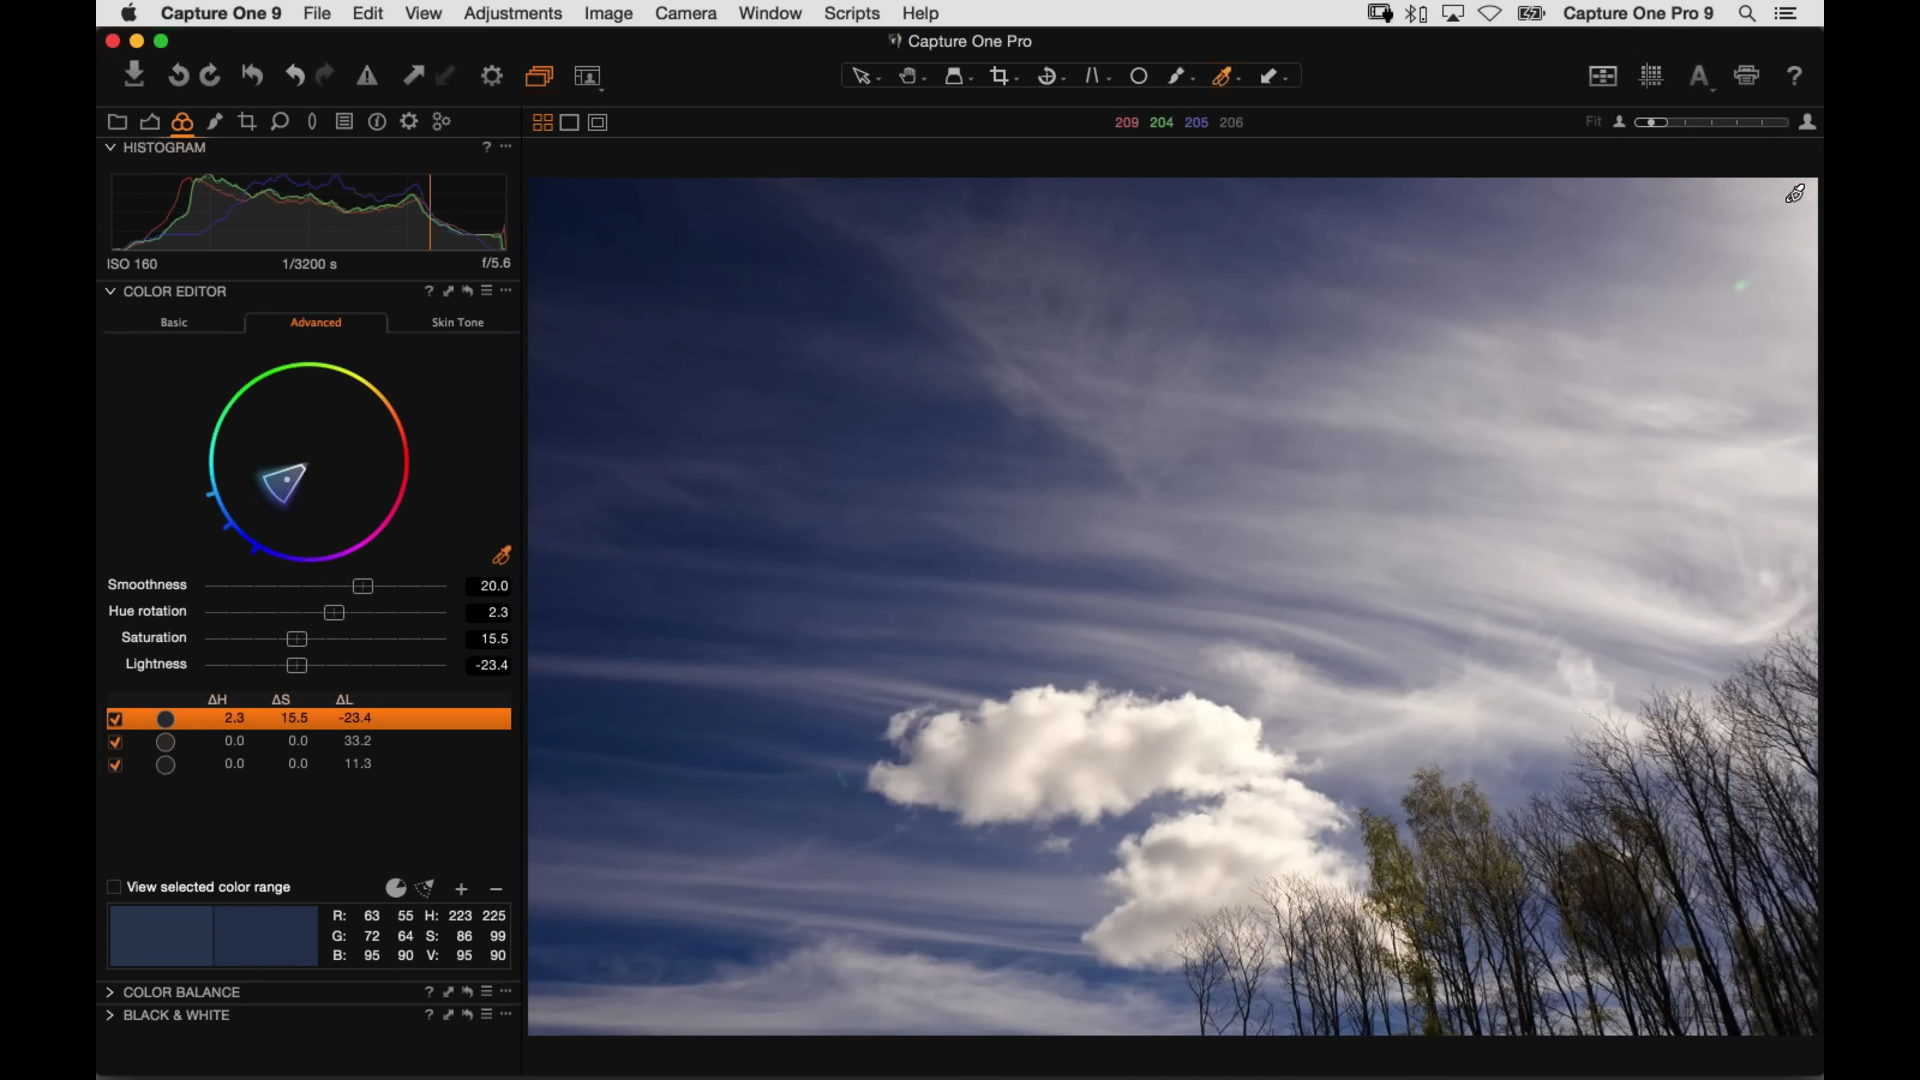 Capture One 9 File Edit View Adjustments Image Camera Window Scripts Help Capture One Pro 9
Capture One Pro
A ?
209 204 205 206 Fit
HISTOGRAM ?
ISO 160 1/3200 s f/5.6
COLOR EDITOR ?
Basic Advanced Skin Tone
Smoothness 20.0
Hue rotation 2.3
Saturation 15.5
Lightness -23.4
ΔH ΔS ΔL
2.3 15.5 -23.4
0.0 0.0 33.2
0.0 0.0 11.3
View selected color range
R: 63 55 H: 223 225
G: 72 64 S: 86 99
B: 95 90 V: 95 90
COLOR BALANCE ?
BLACK & WHITE ?